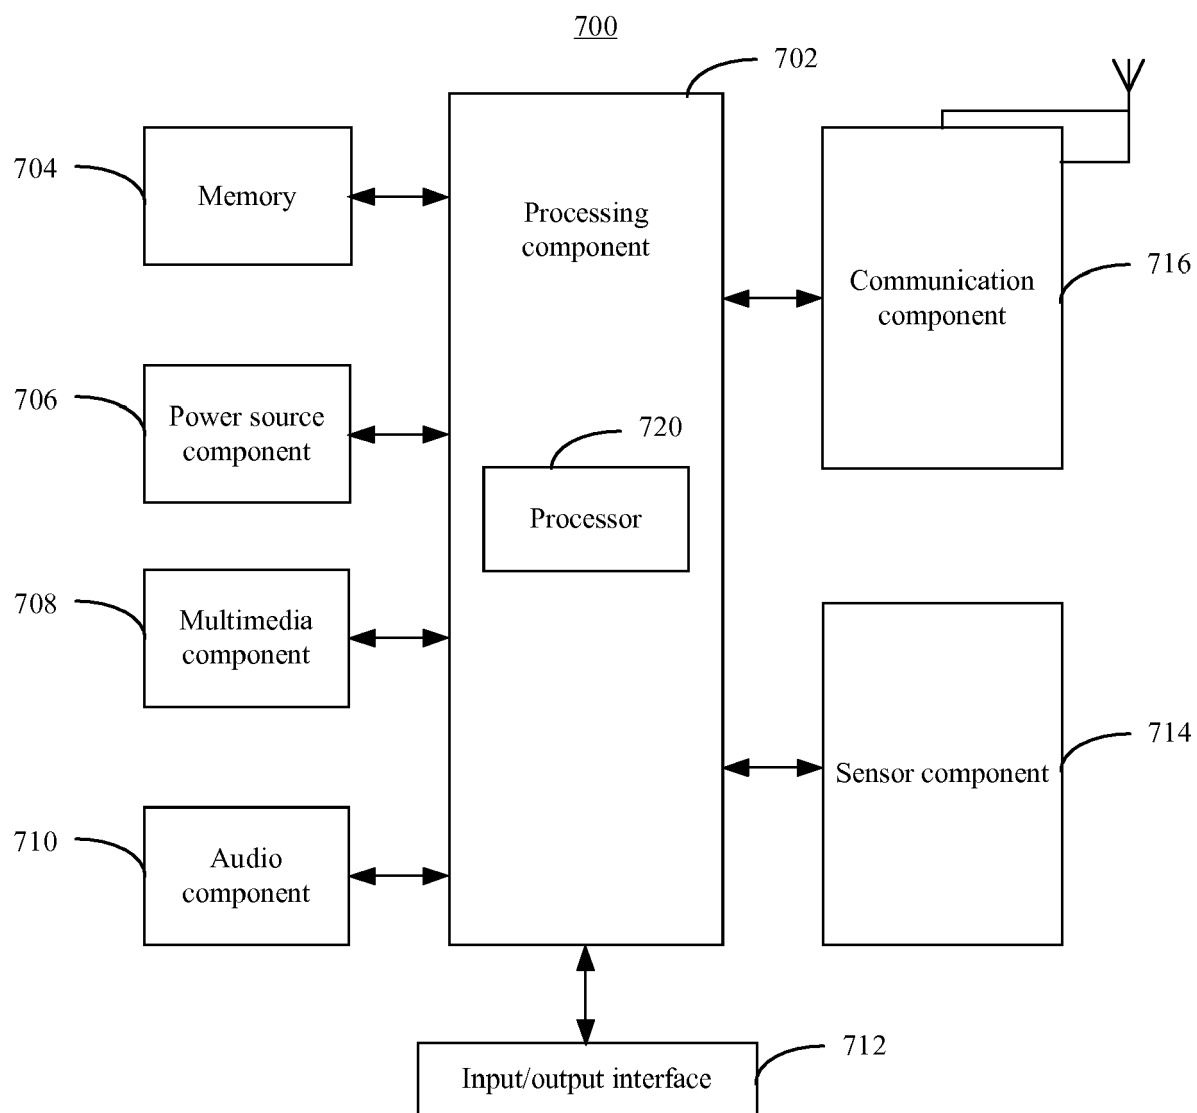 700
702
704
Memory
Processing
component
Communication
component
716
706
Power source
component
720
Processor
708
Multimedia
component
714
Sensor component
710
Audio
component
712
Input/output interface